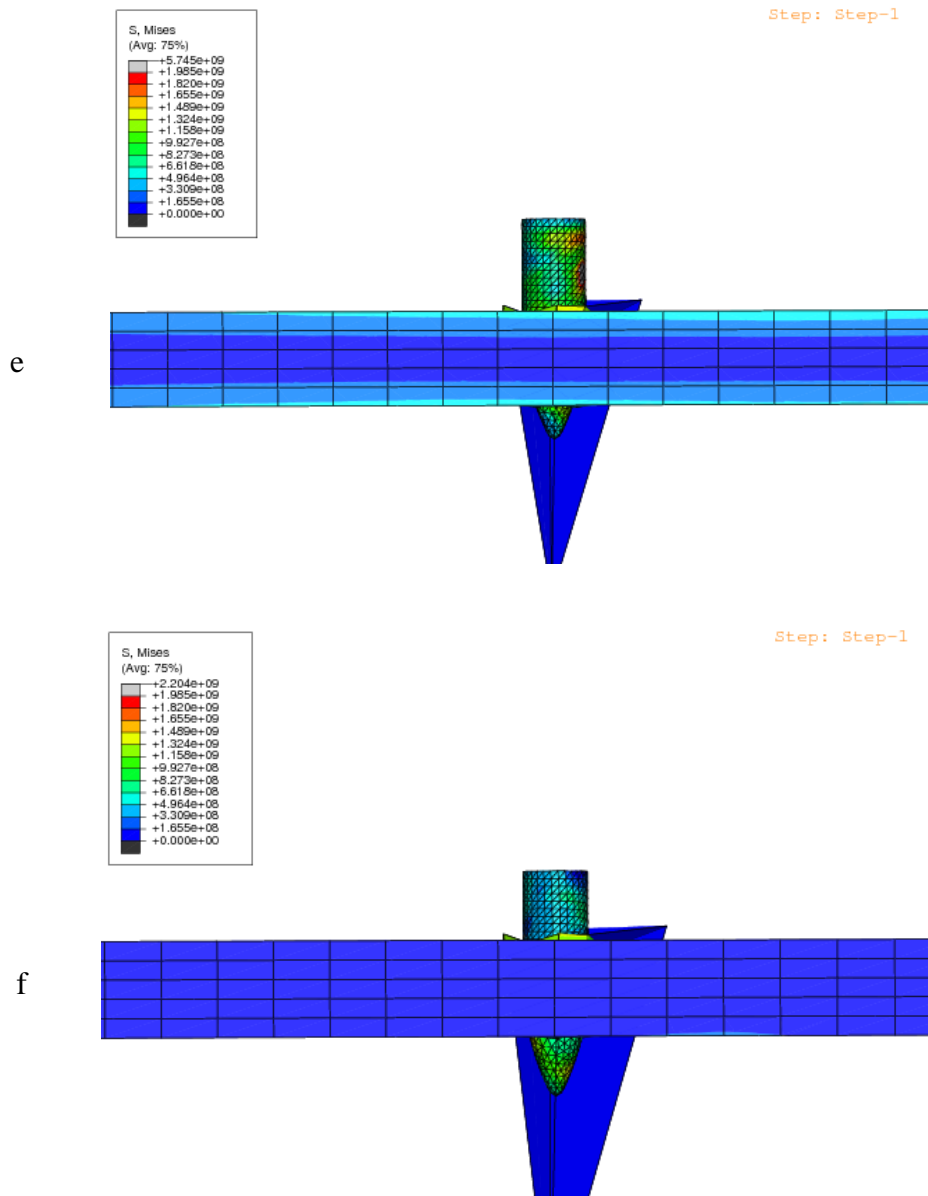 Step: Step-1
S, Mises
(Avg: 75%)
+5.745e+09
+1.985e+09
+1.820e+09
+1.655e+09
+1.489e+09
+1.324e+09
+1.158e+09
+9.927e+08
+8.273e+08
+6.618e+08
+4.964e+08
+3.309e+08
+1.655e+08
+0.000e+00
e
Step: Step-1
S, Mises
(Avg: 75%)
+2.204e+09
+1.985e+09
+1.820e+09
+1.655e+09
+1.489e+09
+1.324e+09
+1.158e+09
+9.927e+08
+8.273e+08
+6.618e+08
+4.964e+08
+3.309e+08
+1.655e+08
+0.000e+00
f